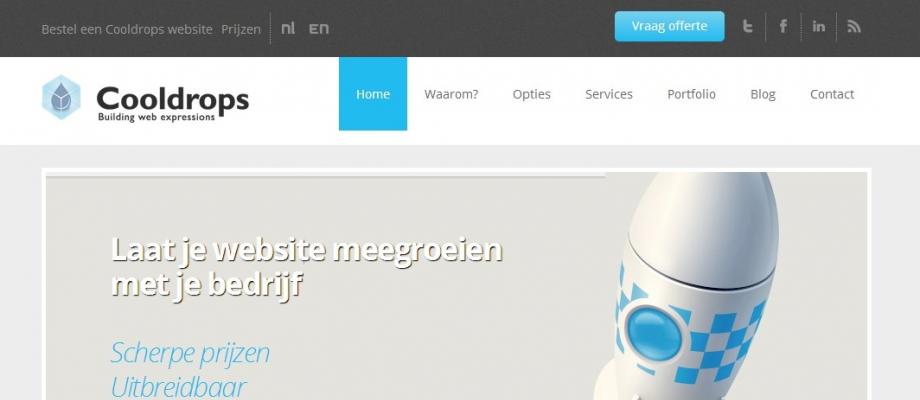 Bestel een Cooldrops website Prijzen nl EN Vraag offerte
Cooldrops
Building web expressions
Home Waarom? Opties Services Portfolio Blog Contact
Laat je website meegroeien
met je bedrijf
Scherpe prijzen
Uitbreidbaar